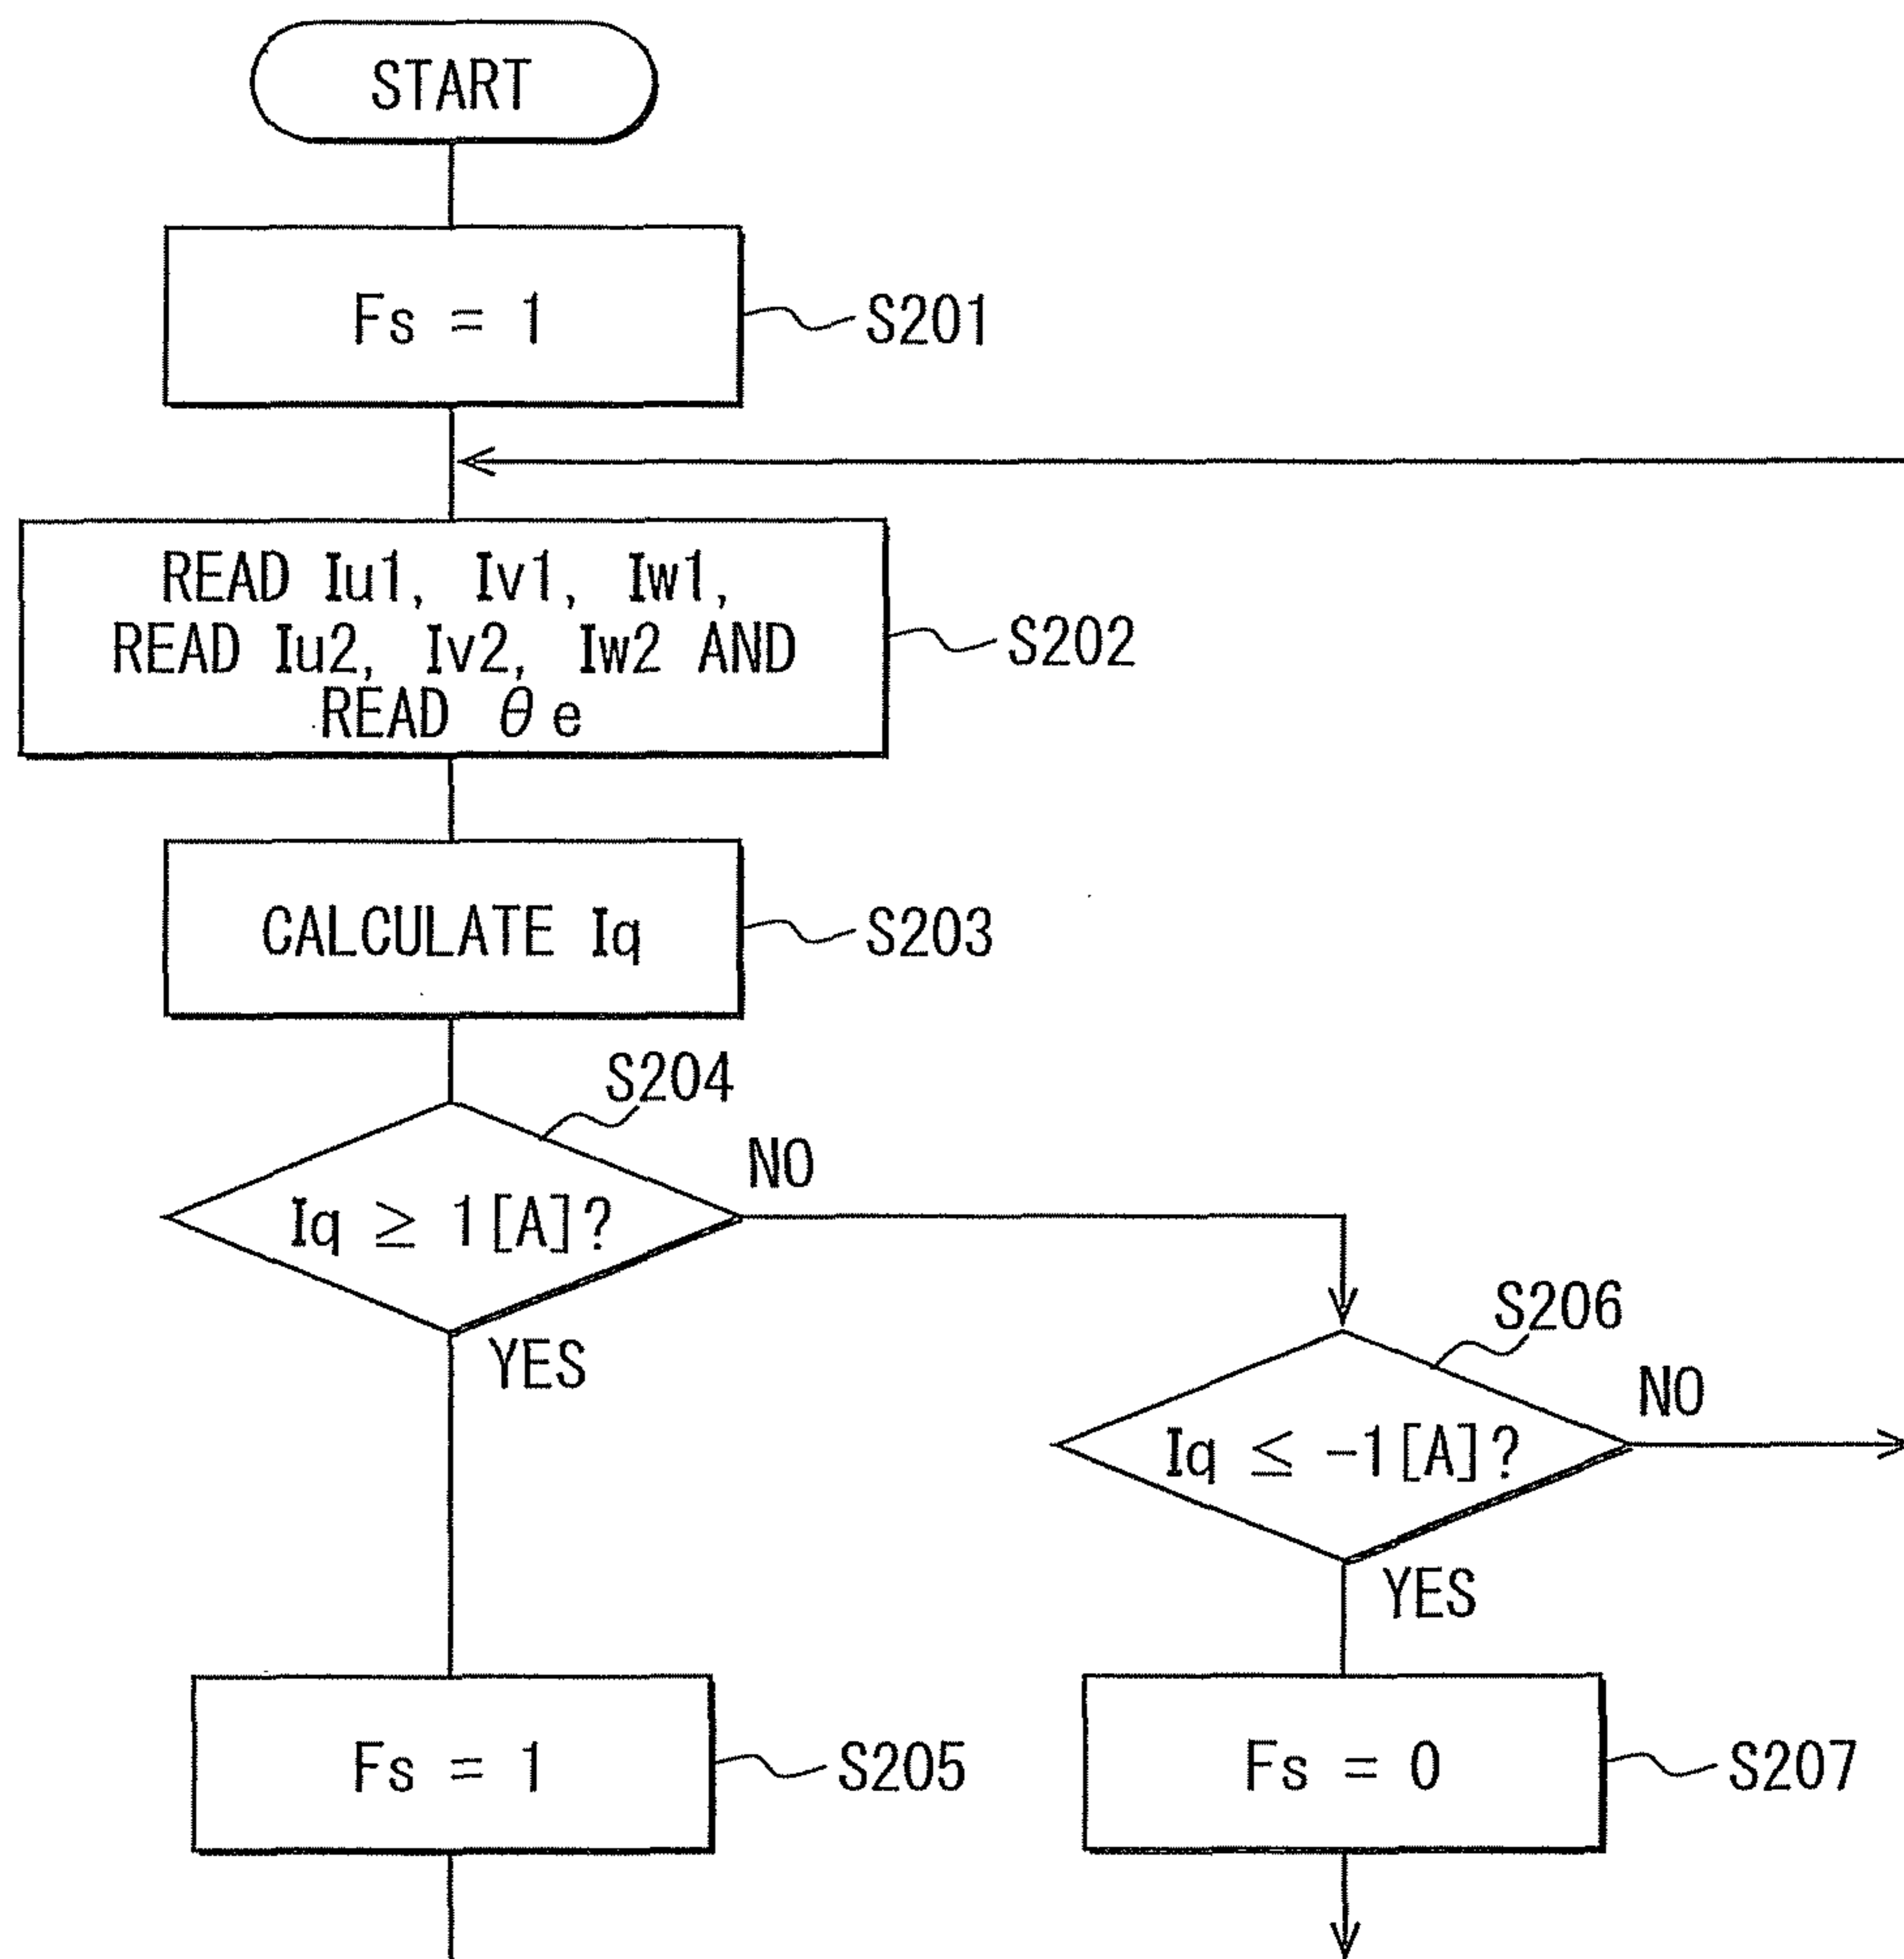 START
Fs = 1
S201
READ Iu1, Iv1, Iw1,
READ Iu2, Iv2, Iw2 AND
READ θe
S202
CALCULATE Iq
S203
S204
Iq ≥ 1[A]?
NO
YES
S206
Iq ≤ -1[A]?
NO
YES
Fs = 1
S205
Fs = 0
S207